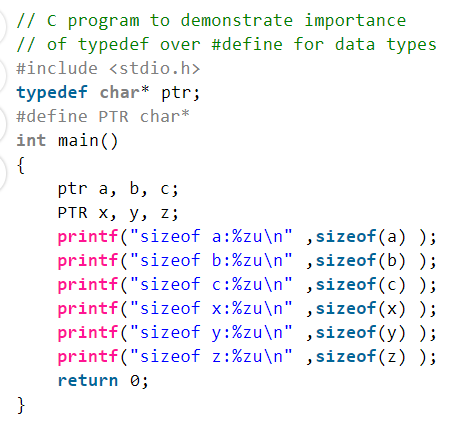 // C program to demonstrate importance
// of typedef over #define for data types
#include <stdio.h>
typedef char* ptr;
#define PTR char*
int main()
{
    ptr a, b, c;
    PTR x, y, z;
    printf("sizeof a:%zu\n" ,sizeof(a) );
    printf("sizeof b:%zu\n" ,sizeof(b) );
    printf("sizeof c:%zu\n" ,sizeof(c) );
    printf("sizeof x:%zu\n" ,sizeof(x) );
    printf("sizeof y:%zu\n" ,sizeof(y) );
    printf("sizeof z:%zu\n" ,sizeof(z) );
    return 0;
}